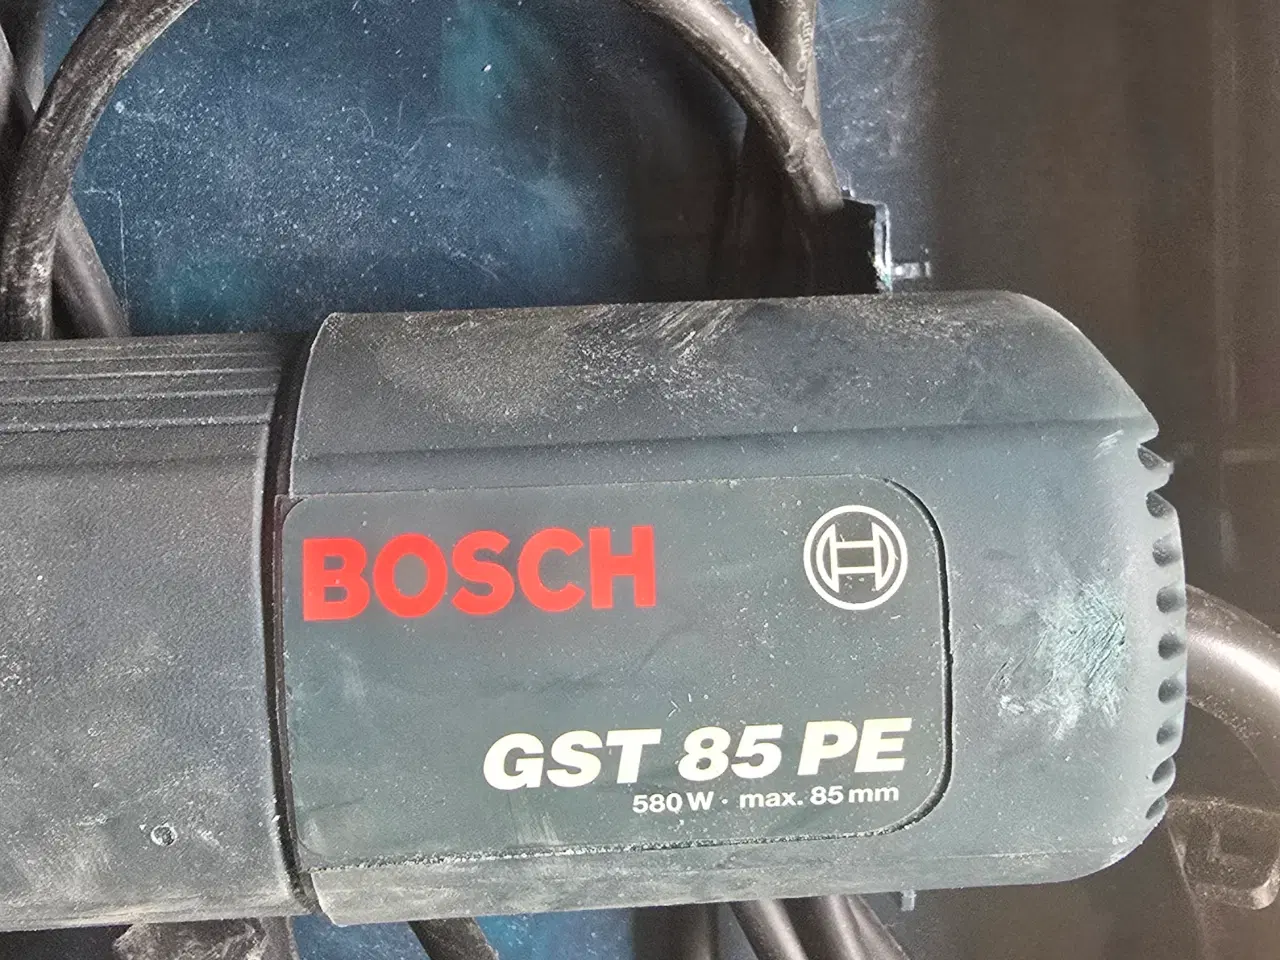 BOSCH
GST 85 PE
580 W · max. 85 mm